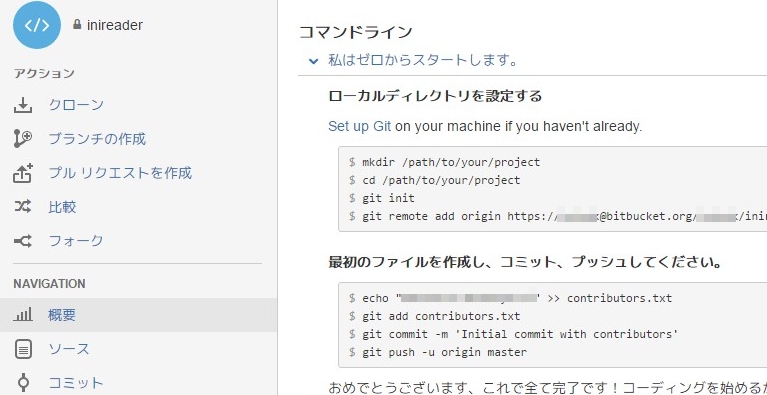 inireader
アクション
クローン
ブランチの作成
プル リクエストを作成
比較
フォーク
NAVIGATION
概要
ソース
コミット
コマンドライン
私はゼロからスタートします。
ローカルディレクトリを設定する
Set up Git on your machine if you haven't already.
$ mkdir /path/to/your/project
$ cd /path/to/your/project
$ git init
$ git remote add origin https://@bitbucket.org/:/inir
最初のファイルを作成し、コミット、プッシュしてください。
$ echo "" >> contributors.txt
$ git add contributors.txt
$ git commit -m 'Initial commit with contributors'
$ git push -u origin master
おめでとうございます、これで全て完了です！コーディングを始めるか